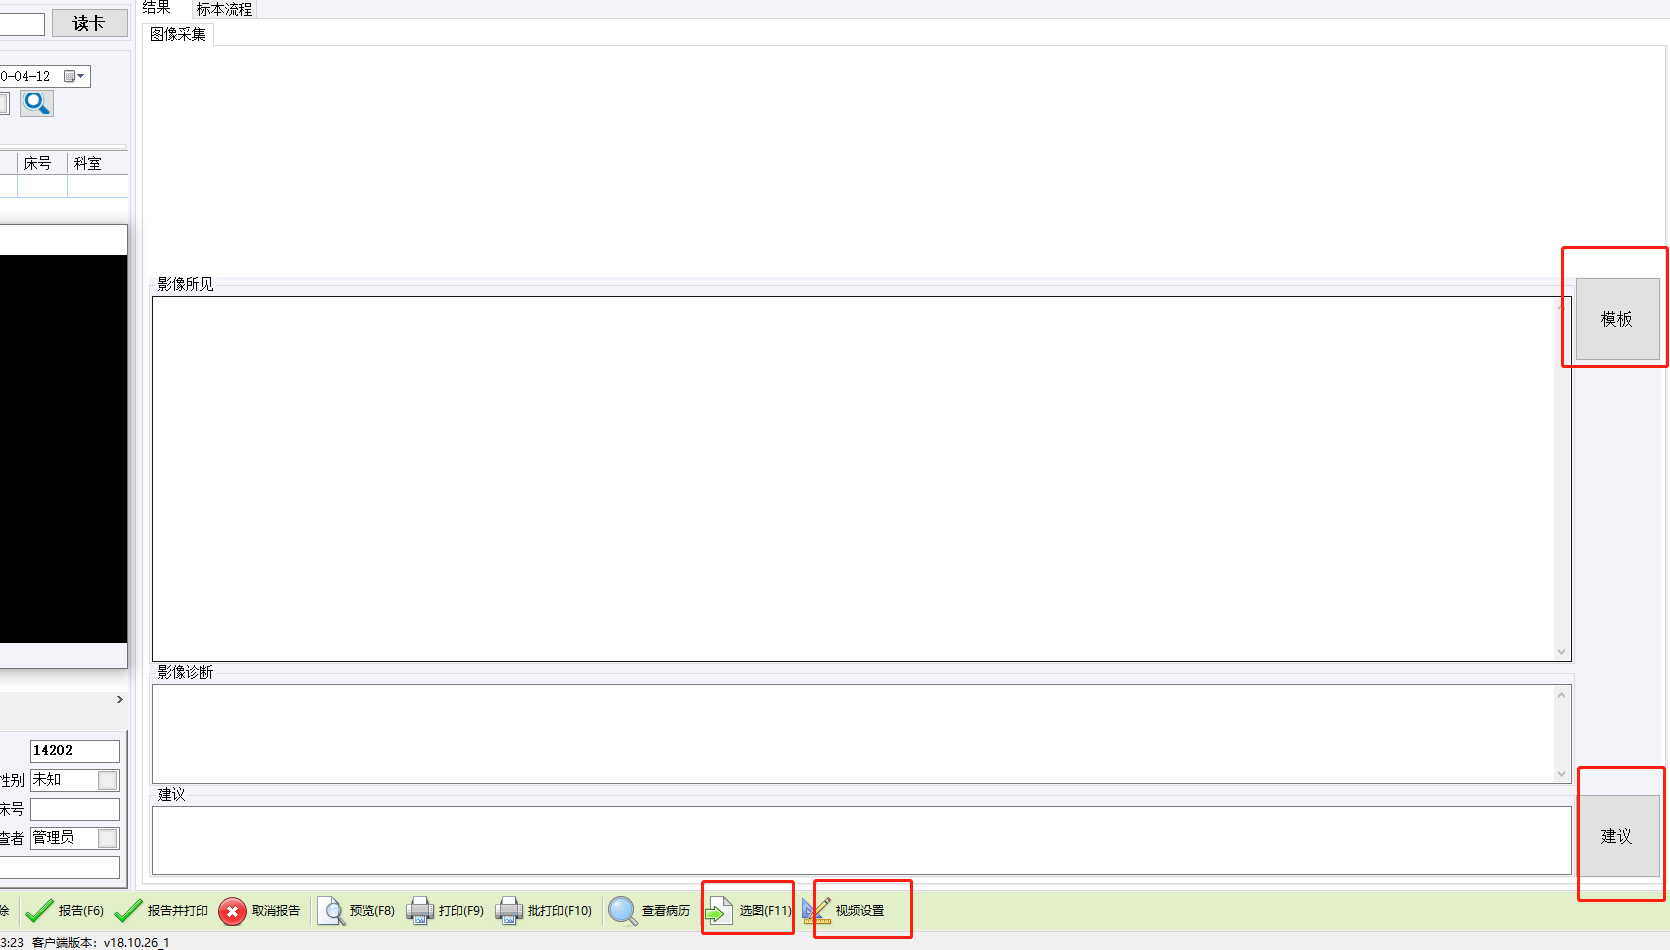 结果 标本流程
读卡
图像采集
0-04-12
床号 科室
影像所见
模板
影像诊断
14202
性别 未知
建议
床号
查者 管理员
建议
除 报告(F6) 报告并打印 取消报告 预览(F8) 打印(F9) 批打印(F10) 查看病历 选图(F11) 视频设置
3:23 客户端版本: v18.10.26_1